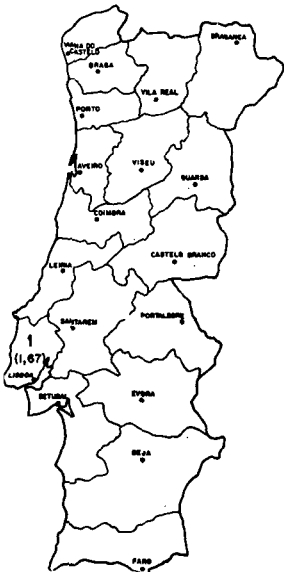 VIANA DO
CASTELO
BRAGANCA
BRAGA
VILA REAL
PORTO
AVEIRO
VISEU
GUARDA
COIMBRA
CASTELO BRANCO
LEIRIA
SANTAREM
PORTALEGRE
1
(1,67)
LISBOA
SETUBAL
EVORA
BEJA
FARO